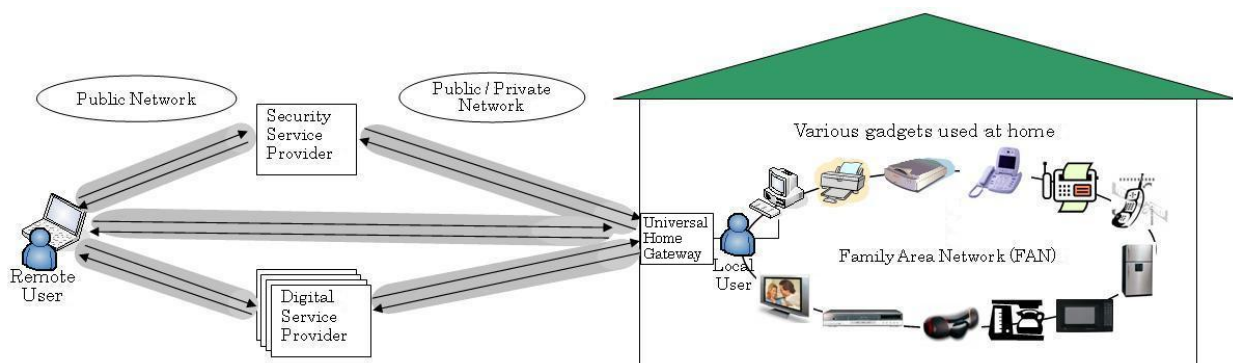 Public Network
Public / Private
Network
Security
Service
Provider
Various gadgets used at home
Universal
Home
Gateway
Remote
User
Local
User
Family Area Network (FAN)
Digital
Service
Provider